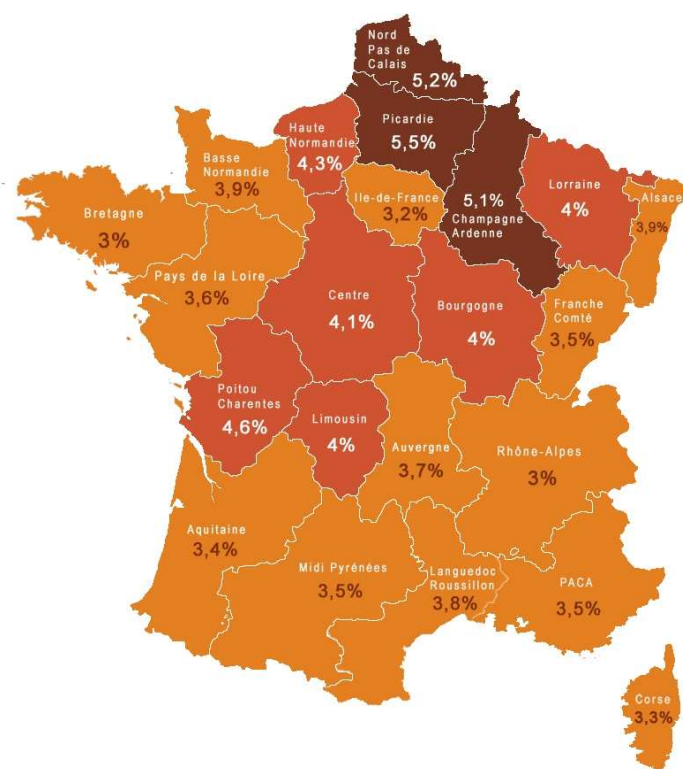 Nord
Pas de
Calais
5,2%
Picardie
5,5%
Haute
Normandie
4,3%
Basse
Normandie
3,9%
Ile-de-France
3,2%
5,1%
Champagne
Ardenne
Lorraine
4%
Alsace
3,9%
Bretagne
3%
Pays de la Loire
3,6%
Centre
4,1%
Bourgogne
4%
Franche
Comté
3,5%
Poitou
Charentes
4,6%
Limousin
4%
Auvergne
3,7%
Rhône-Alpes
3%
Aquitaine
3,4%
Midi Pyrénées
3,5%
Languedoc
Roussillon
3,8%
PACA
3,5%
Corse
3,3%